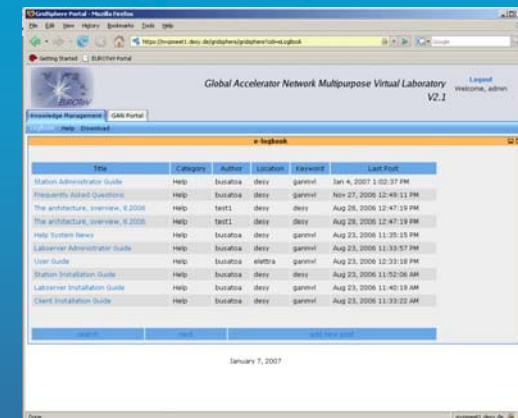 GridSphere Portal - Mozilla Firefox
File Edit View History Bookmarks Tools Help
Getting Started EUROTeV Portal
EUROTeV
Global Accelerator Network Multipurpose Virtual Laboratory
V2.1
Logout
Welcome, admin
Knowledge Management GAN Portal
Logbook Help Download
e-logbook
Title Category Author Location Keyword Last Post
Station Administrator Guide Help busatoa desy ganmvl Jan 4, 2007 1:02:37 PM
Frequently Asked Questions Help busatoa desy ganmvl Nov 27, 2006 12:49:11 PM
The architecture, overview, 8.2006 Help test1 desy desy Aug 28, 2006 12:47:19 PM
The architecture, overview, 8.2006 Help test1 desy desy Aug 28, 2006 12:47:19 PM
Help System News Help busatoa desy ganmvl Aug 23, 2006 11:35:15 PM
Labserver Administrator Guide Help busatoa desy ganmvl Aug 23, 2006 11:33:57 PM
User Guide Help busatoa elettra ganmvl Aug 23, 2006 12:33:18 PM
Station Installation Guide Help busatoa desy desy Aug 23, 2006 11:52:06 AM
Labserver Installation Guide Help busatoa desy ganmvl Aug 23, 2006 11:40:19 AM
Client Installation Guide Help busatoa desy ganmvl Aug 23, 2006 11:33:22 AM
search next add new post
January 7, 2007
Done